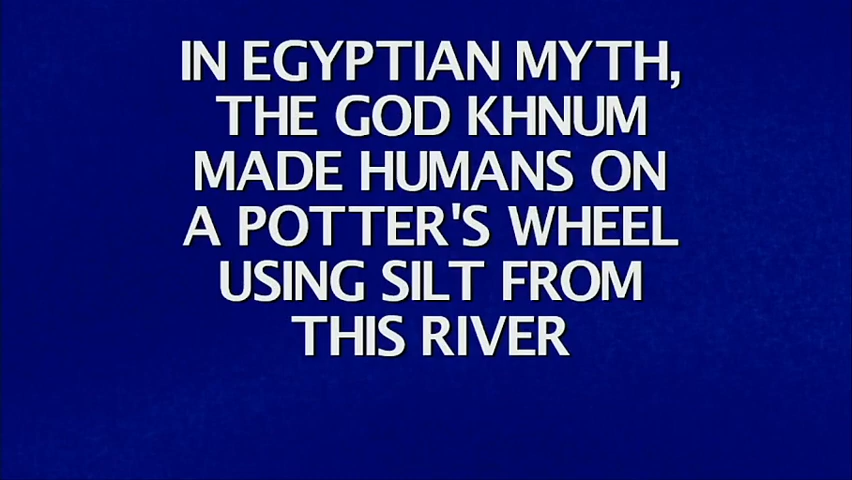 IN EGYPTIAN MYTH,
THE GOD KHNUM
MADE HUMANS ON
A POTTER'S WHEEL
USING SILT FROM
THIS RIVER